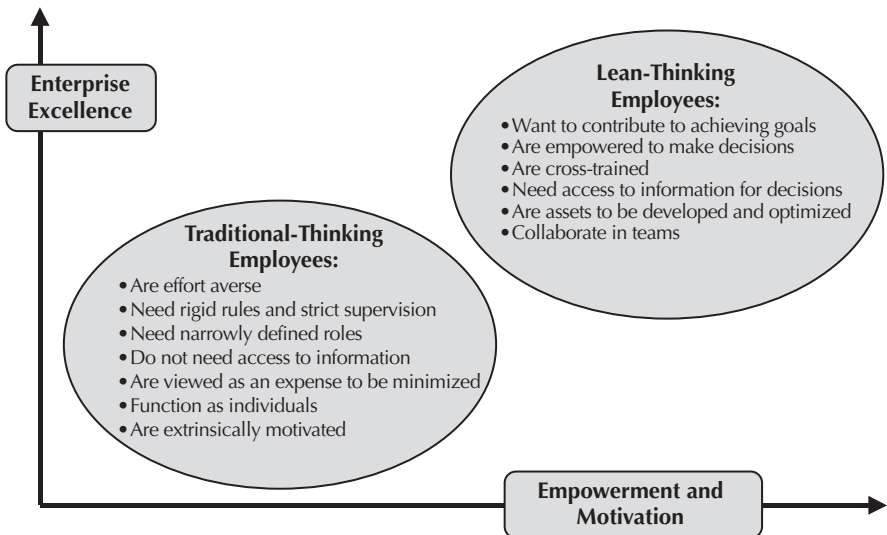 Enterprise
Excellence
Lean-Thinking
Employees:
•Want to contribute to achieving goals
•Are empowered to make decisions
•Are cross-trained
•Need access to information for decisions
•Are assets to be developed and optimized
•Collaborate in teams
Traditional-Thinking
Employees:
•Are effort averse
•Need rigid rules and strict supervision
•Need narrowly defined roles
•Do not need access to information
•Are viewed as an expense to be minimized
•Function as individuals
•Are extrinsically motivated
Empowerment and
Motivation